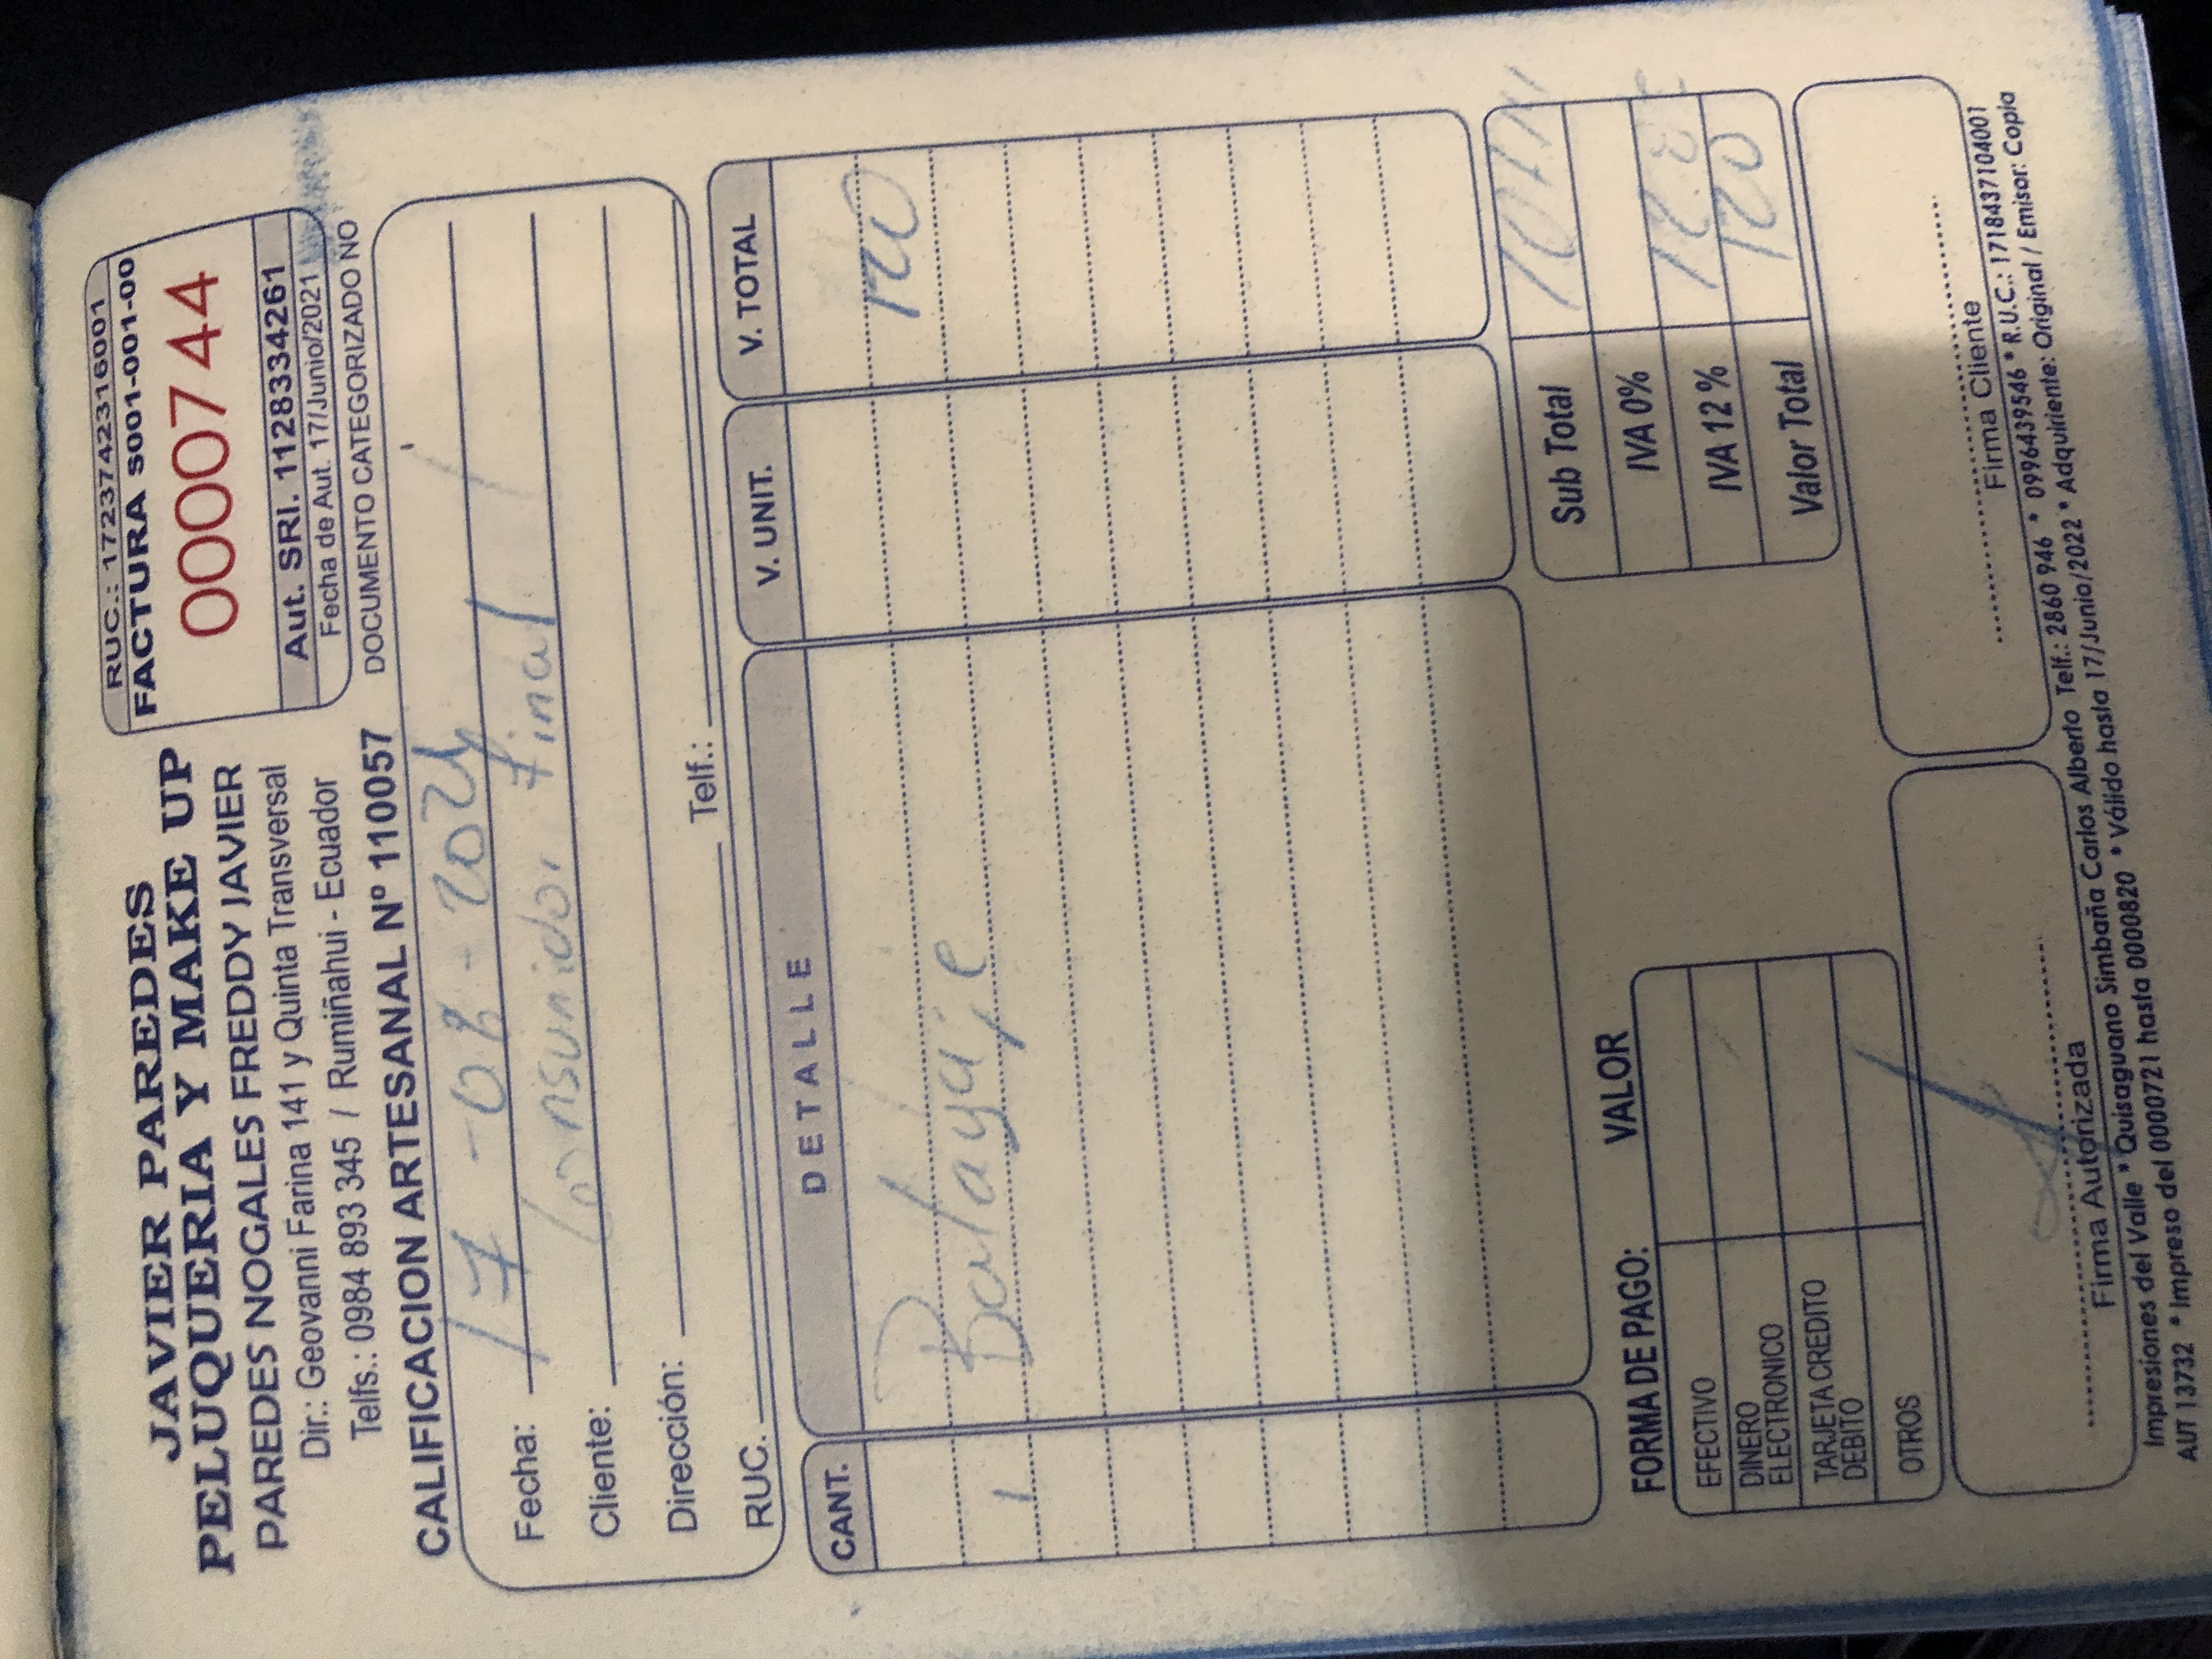 RUC.: 1723742316001
JAVIER PAREDES
PELUQUERIA Y MAKE UP
PAREDES NOGALES FREDDY JAVIER
Dir.: Geovanni Farina 141 y Quinta Transversal
Telfs.: 0984 893 345 / Rumiñahui - Ecuador
CALIFICACION ARTESANAL Nº 110057
FACTURA S001-001-00
0000744
Aut. SRI. 1128334261
Fecha de Aut. 17/Junio/2021
DOCUMENTO CATEGORIZADO NO
Fecha: 17-08-2021
Cliente: Consumidor Final
Dirección:
RUC. Telf.:
CANT. DETALLE V. UNIT. V. TOTAL
1 Balayaje 120
Sub Total
IVA 0%
IVA 12 %
Valor Total 120
FORMA DE PAGO: VALOR
EFECTIVO
DINERO
ELECTRONICO
TARJETA CREDITO
DEBITO
OTROS
Firma Autorizada
Firma Cliente
Impresiones del Valle * Quisaguano Simbaña Carlos Alberto Telf.: 2860 946 * 0996439546 * R.U.C.: 1718437104001
AUT 13732 * Impreso del 0000721 hasta 0000820 * Válido hasta 17/Junio/2022 * Adquiriente: Original / Emisor: Copia